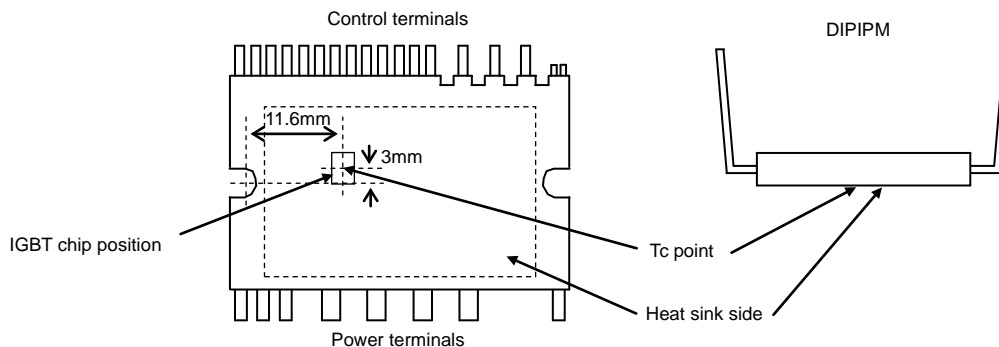 Control terminals
DIPIPM
11.6mm
3mm
IGBT chip position
Tc point
Heat sink side
Power terminals